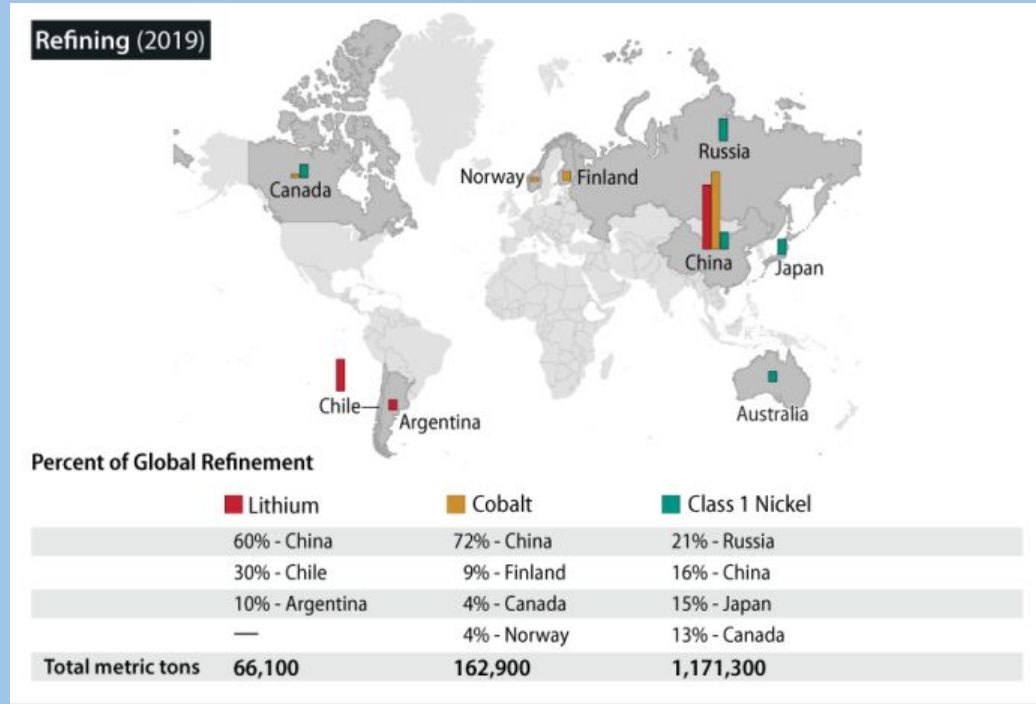 Refining (2019)
Russia
Canada
Norway
Finland
China
Japan
Chile
Argentina
Australia
Percent of Global Refinement
Lithium Cobalt Class 1 Nickel
60% - China 72% - China 21% - Russia
30% - Chile 9% - Finland 16% - China
10% - Argentina 4% - Canada 15% - Japan
— 4% - Norway 13% - Canada
Total metric tons 66,100 162,900 1,171,300